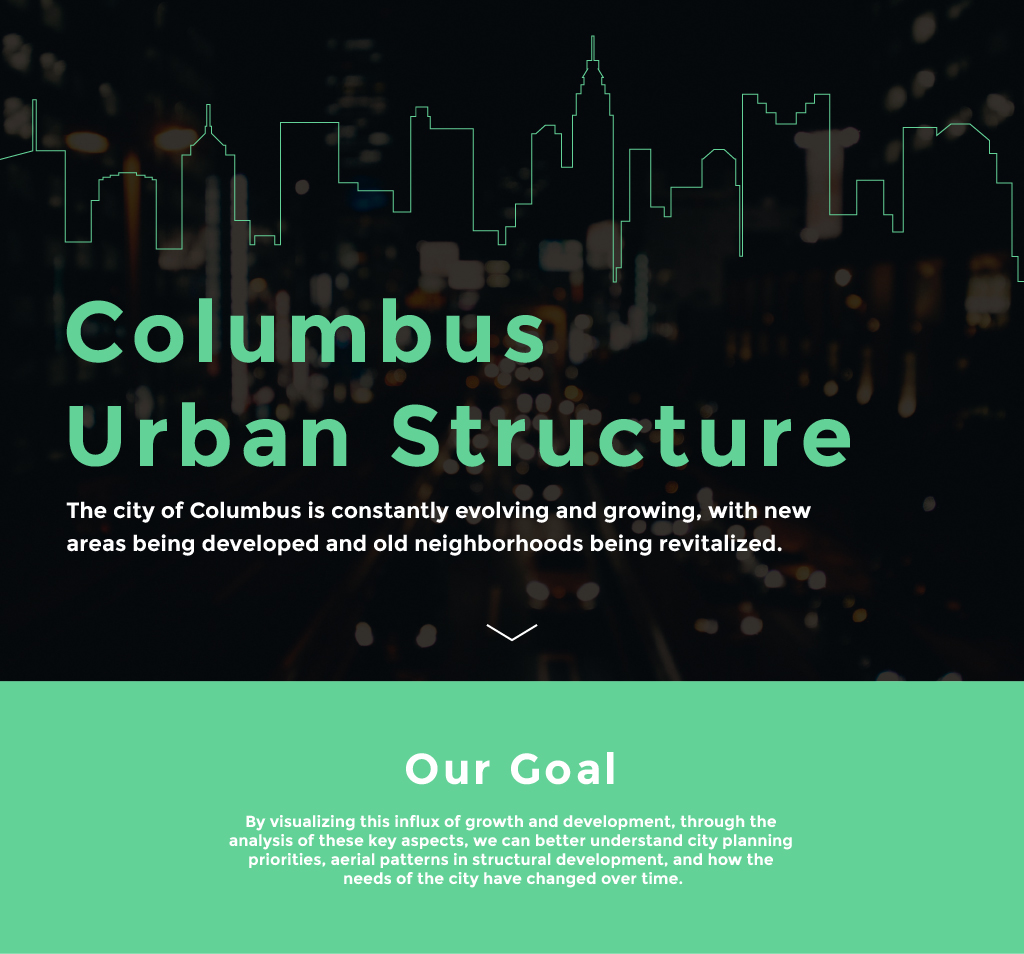 Columbus
Urban Structure
The city of Columbus is constantly evolving and growing, with new
areas being developed and old neighborhoods being revitalized.
Our Goal
By visualizing this influx of growth and development, through the
analysis of these key aspects, we can better understand city planning
priorities, aerial patterns in structural development, and how the
needs of the city have changed over time.